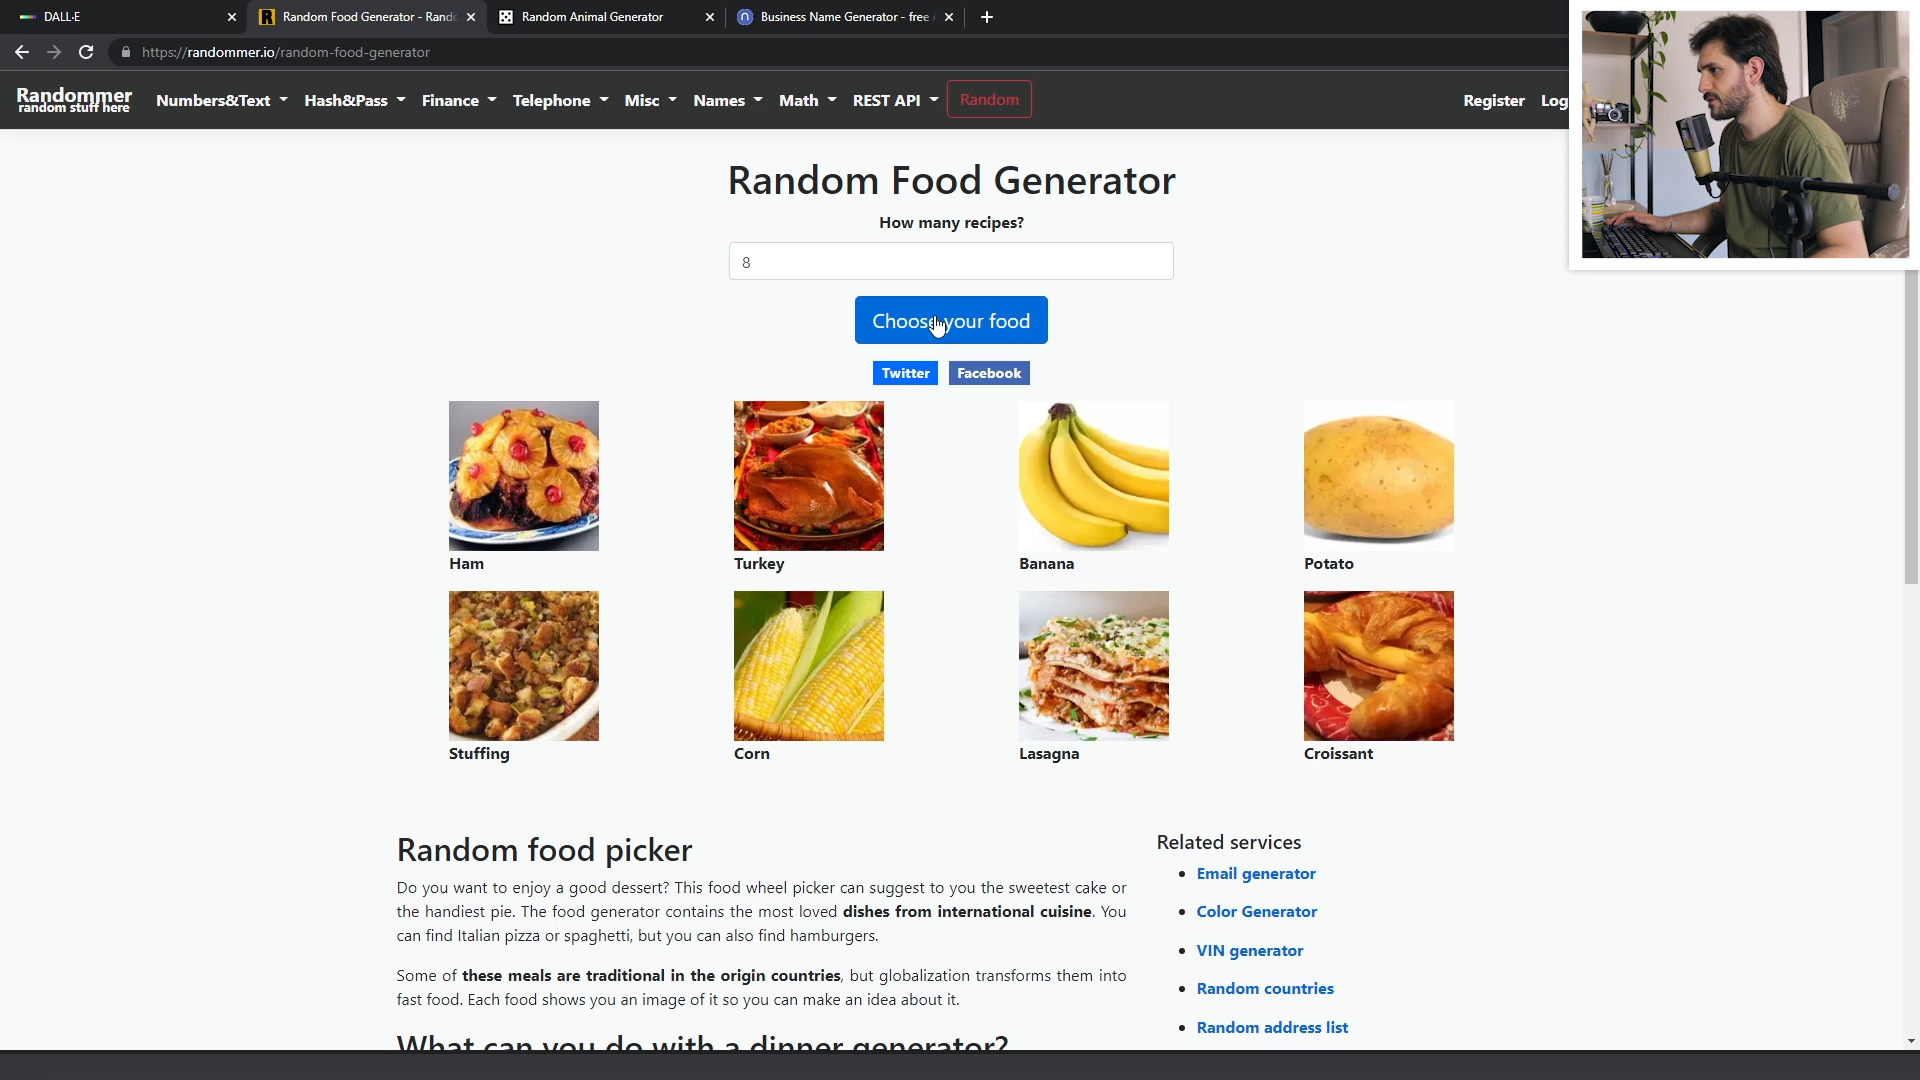 DALL·E
Random Food Generator - Rand
Random Animal Generator
Business Name Generator - free
https://randommer.io/random-food-generator
Randommer
random stuff here
Numbers&Text
Hash&Pass
Finance
Telephone
Misc
Names
Math
REST API
Random
Register
Log
Random Food Generator
How many recipes?
8
Choose your food
Twitter
Facebook
Ham
Turkey
Banana
Potato
Stuffing
Corn
Lasagna
Croissant
Random food picker
Do you want to enjoy a good dessert? This food wheel picker can suggest to you the sweetest cake or
the handiest pie. The food generator contains the most loved dishes from international cuisine. You
can find Italian pizza or spaghetti, but you can also find hamburgers.
Some of these meals are traditional in the origin countries, but globalization transforms them into
fast food. Each food shows you an image of it so you can make an idea about it.
What can you do with a dinner generator?
Related services
Email generator
Color Generator
VIN generator
Random countries
Random address list